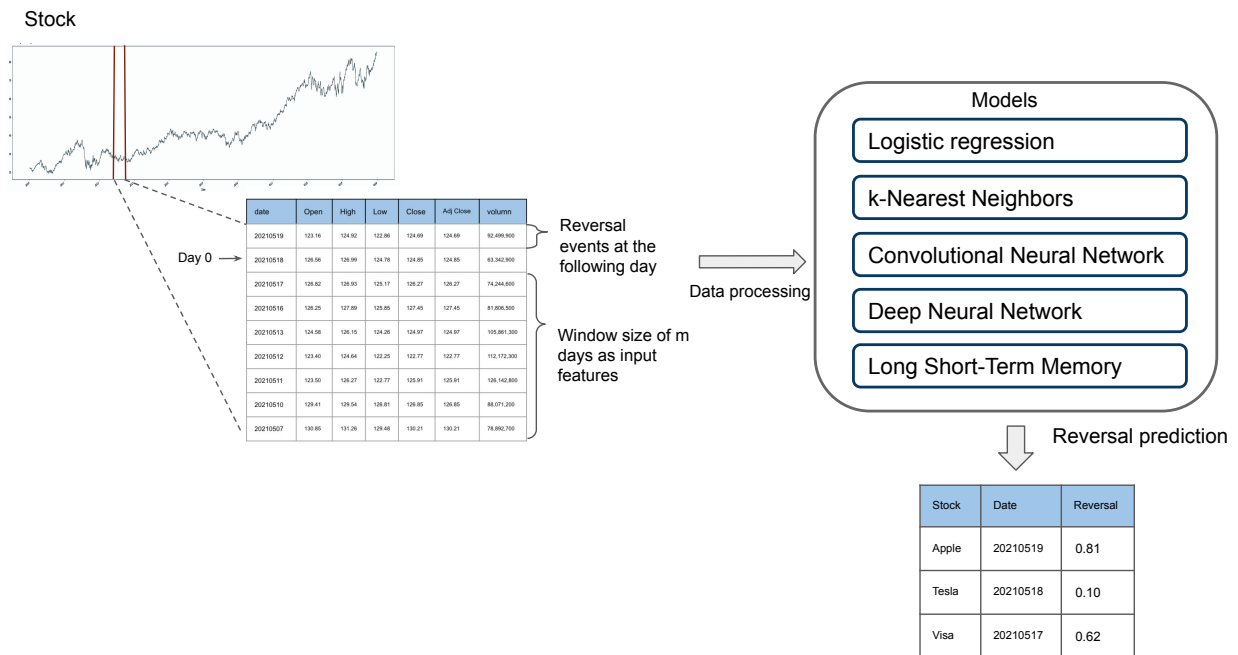 Stock
date Open High Low Close Adj Close volumn
20210519 123.16 124.92 122.86 124.69 124.69 92,499,900
Day 0
20210518 126.56 126.99 124.78 124.85 124.85 63,342,900
20210517 126.82 126.93 125.17 126.27 126.27 74,244,600
20210516 126.25 127.89 125.85 127.45 127.45 81,806,500
20210513 124.58 126.15 124.26 124.97 124.97 105,861,300
20210512 123.40 124.64 122.25 122.77 122.77 112,172,300
20210511 123.50 126.27 122.77 125.91 125.91 126,142,800
20210510 129.41 129.54 126.81 126.85 126.85 88,071,200
20210507 130.85 131.26 129.48 130.21 130.21 78,892,700
Reversal
events at the
following day
Window size of m
days as input
features
Data processing
Models
Logistic regression
k-Nearest Neighbors
Convolutional Neural Network
Deep Neural Network
Long Short-Term Memory
Reversal prediction
Stock Date Reversal
Apple 20210519 0.81
Tesla 20210518 0.10
Visa 20210517 0.62